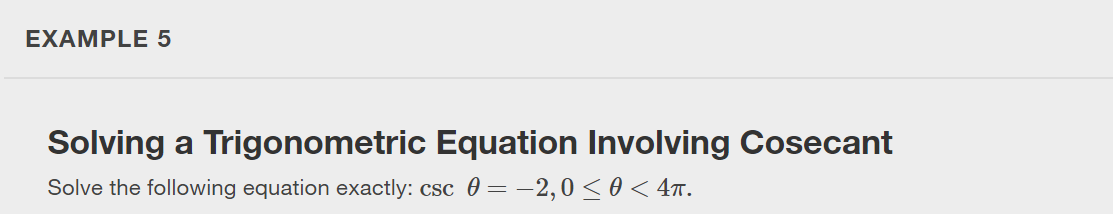 EXAMPLE 5
Solving a Trigonometric Equation Involving Cosecant
Solve the following equation exactly: csc θ = −2, 0 ≤ θ < 4π.